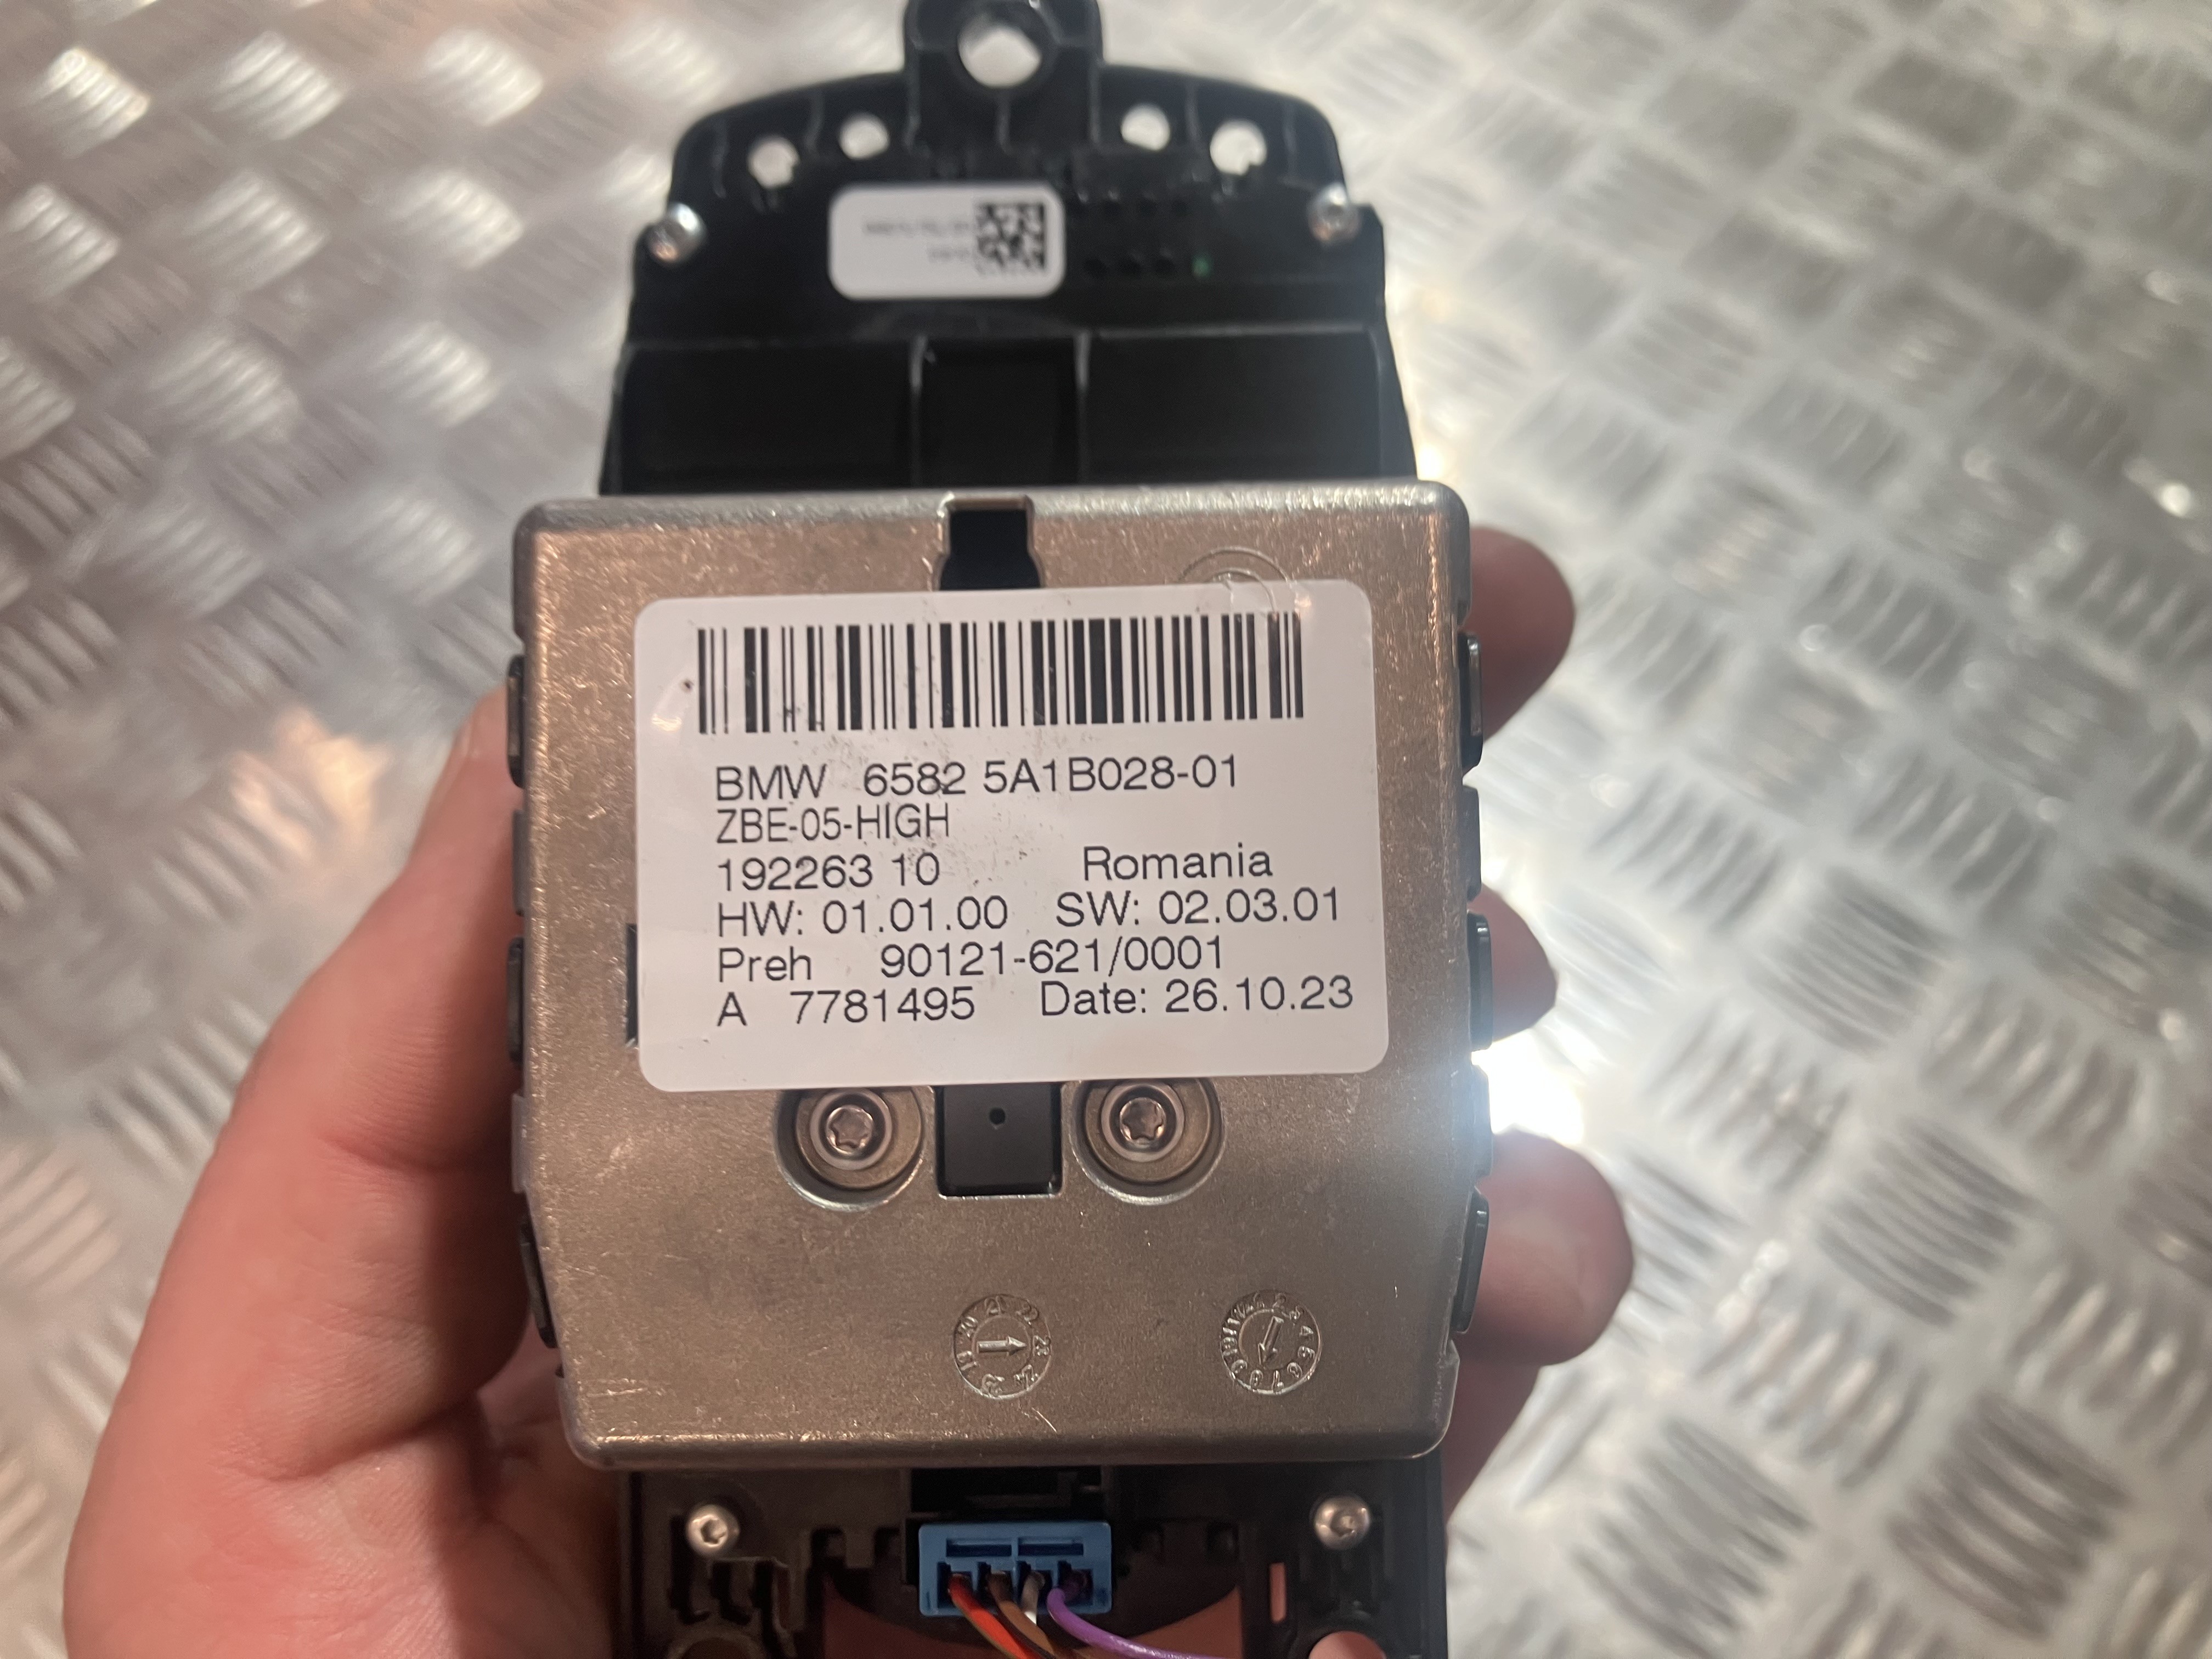 BMW 6582 5A1B028-01
ZBE-05-HIGH
192263 10 Romania
HW: 01.01.00 SW: 02.03.01
Preh 90121-621/0001
A 7781495 Date: 26.10.23